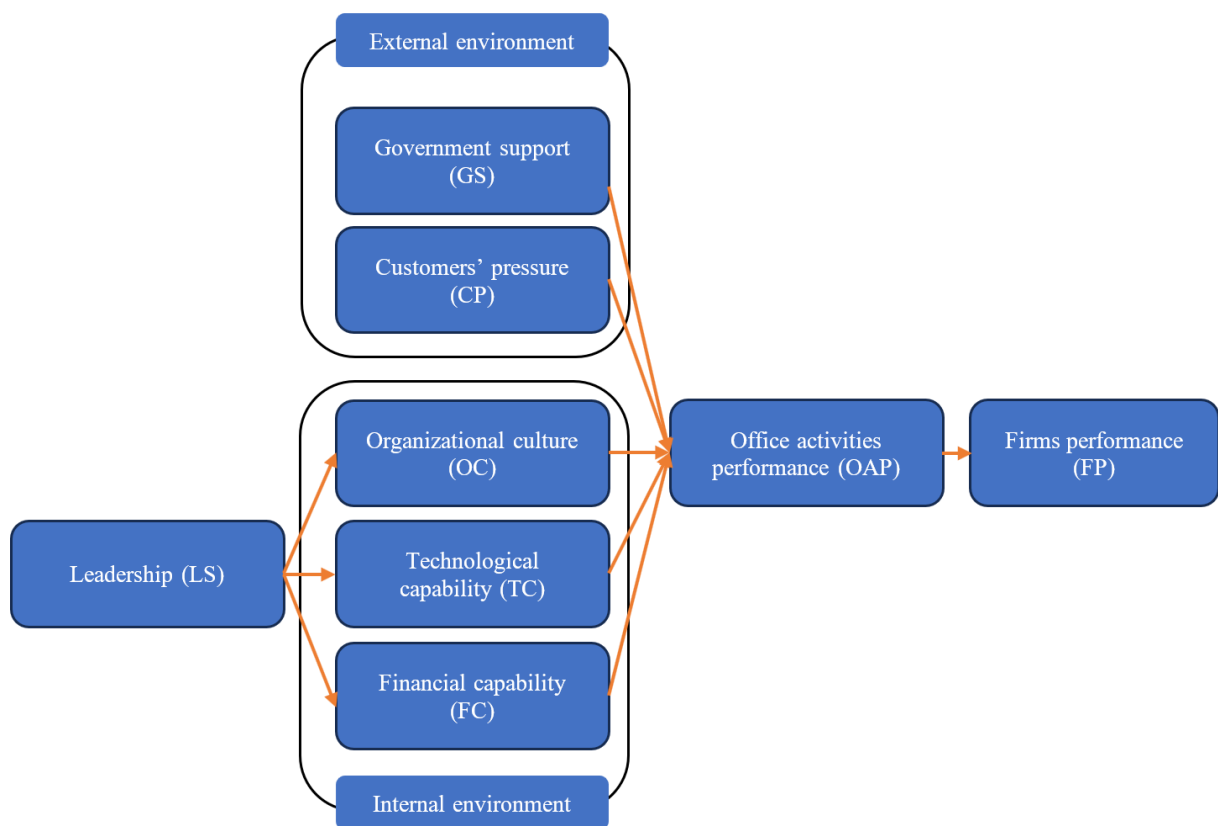 External environment
Government support
(GS)
Customers’ pressure
(CP)
Organizational culture
(OC)
Office activities
performance (OAP)
Firms performance
(FP)
Leadership (LS)
Technological
capability (TC)
Financial capability
(FC)
Internal environment